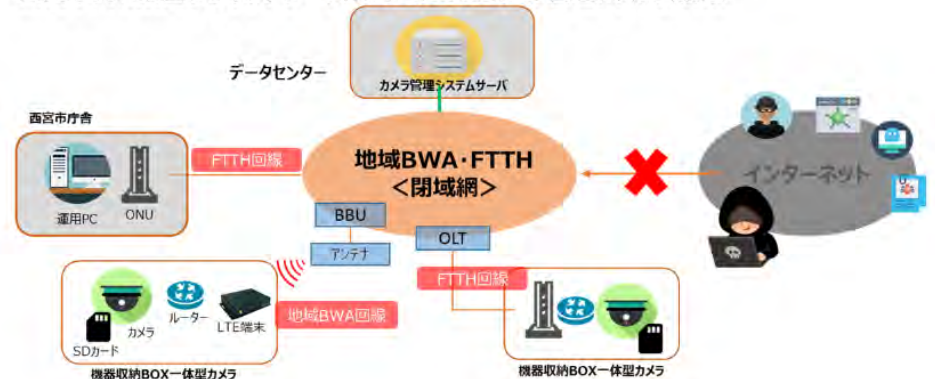 データセンター
カメラ管理システムサーバ
西宮市庁舎
運用PC
ONU
FTTH回線
地域BWA・FTTH
<閉域網>
インターネット
BBU
アンテナ
OLT
FTTH回線
カメラ
ルーター
LTE端末
SDカード
地域BWA回線
機器収納BOX一体型カメラ
機器収納BOX一体型カメラ